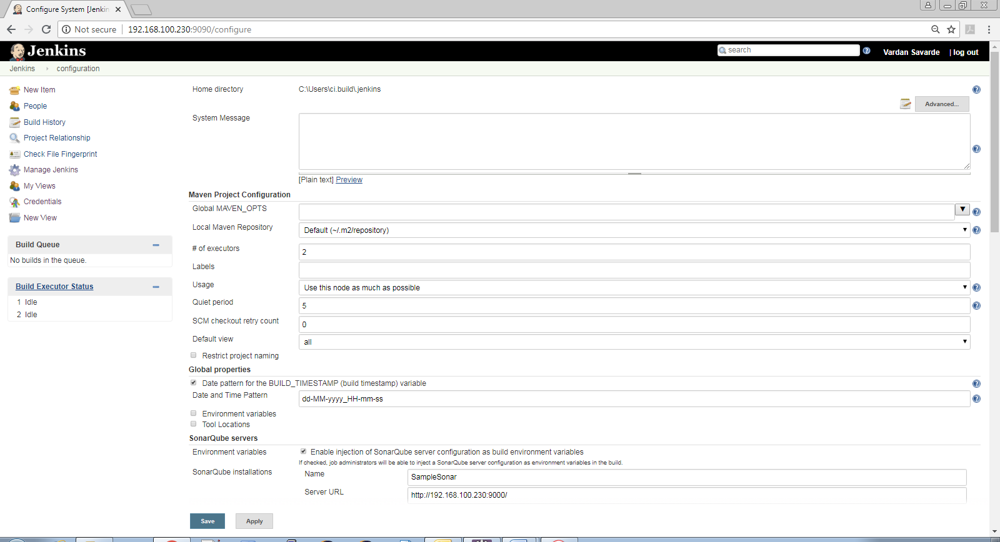 Configure System [Jenkin
Not secure
192.168.100.230:9090/configure
Jenkins
search
Vardan Savarde
| log out
Jenkins
configuration
New Item
People
Build History
Project Relationship
Check File Fingerprint
Manage Jenkins
My Views
Credentials
New View
Build Queue
No builds in the queue.
Build Executor Status
1 Idle
2 Idle
Home directory
C:\Users\ci.build\.jenkins
Advanced...
System Message
[Plain text] Preview
Maven Project Configuration
Global MAVEN_OPTS
Local Maven Repository
Default (~/.m2/repository)
# of executors
2
Labels
Usage
Use this node as much as possible
Quiet period
5
SCM checkout retry count
0
Default view
all
Restrict project naming
Global properties
Date pattern for the BUILD_TIMESTAMP (build timestamp) variable
Date and Time Pattern
dd-MM-yyyy_HH-mm-ss
Environment variables
Tool Locations
SonarQube servers
Environment variables
Enable injection of SonarQube server configuration as build environment variables
If checked, job administrators will be able to inject a SonarQube server configuration as environment variables in the build.
SonarQube installations
Name
SampleSonar
Server URL
http://192.168.100.230:9000/
Save
Apply